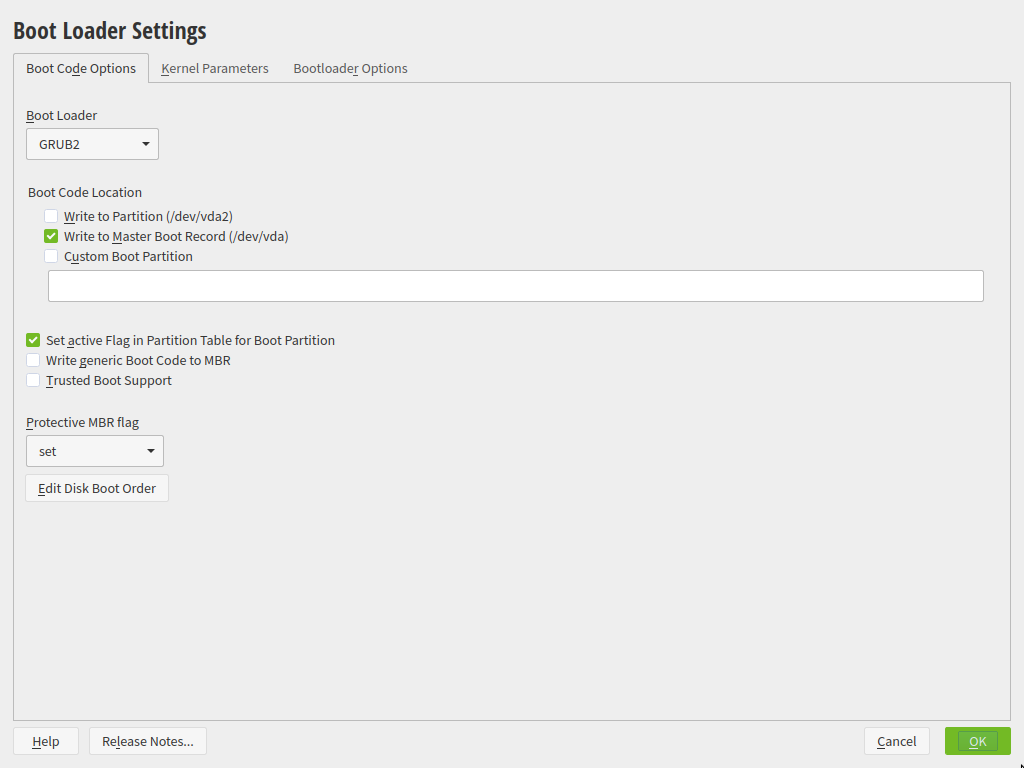 Boot Loader Settings
Boot Code Options Kernel Parameters Bootloader Options
Boot Loader
GRUB2
Boot Code Location
Write to Partition (/dev/vda2)
Write to Master Boot Record (/dev/vda)
Custom Boot Partition
Set active Flag in Partition Table for Boot Partition
Write generic Boot Code to MBR
Trusted Boot Support
Protective MBR flag
set
Edit Disk Boot Order
Help Release Notes... Cancel OK